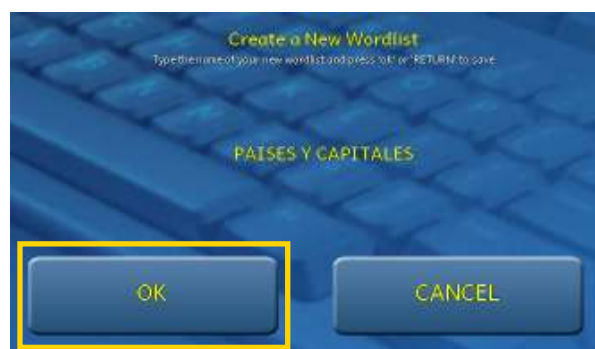 Create a New Wordlist
Type the name of your new wordlist and press 'ok' or 'RETURN' to save
PAISES Y CAPITALES
OK
CANCEL